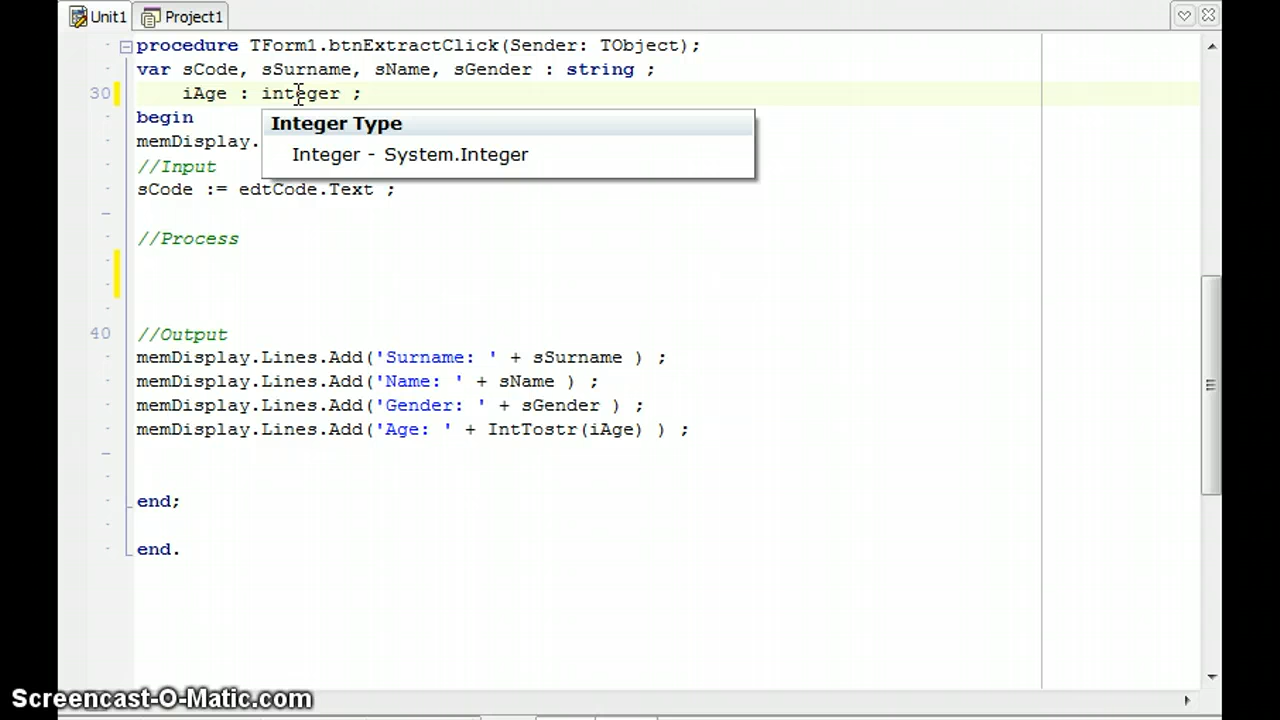 Unit1 Project1
procedure TForm1.btnExtractClick(Sender: TObject);
var sCode, sSurname, sName, sGender : string ;
30 iAge : integer ;
begin
Integer Type
memDisplay.
Integer - System.Integer
//Input
sCode := edtCode.Text ;
//Process
40 //Output
memDisplay.Lines.Add('Surname: ' + sSurname ) ;
memDisplay.Lines.Add('Name: ' + sName ) ;
memDisplay.Lines.Add('Gender: ' + sGender ) ;
memDisplay.Lines.Add('Age: ' + IntTostr(iAge) ) ;
end;
end.
Screencast-O-Matic.com